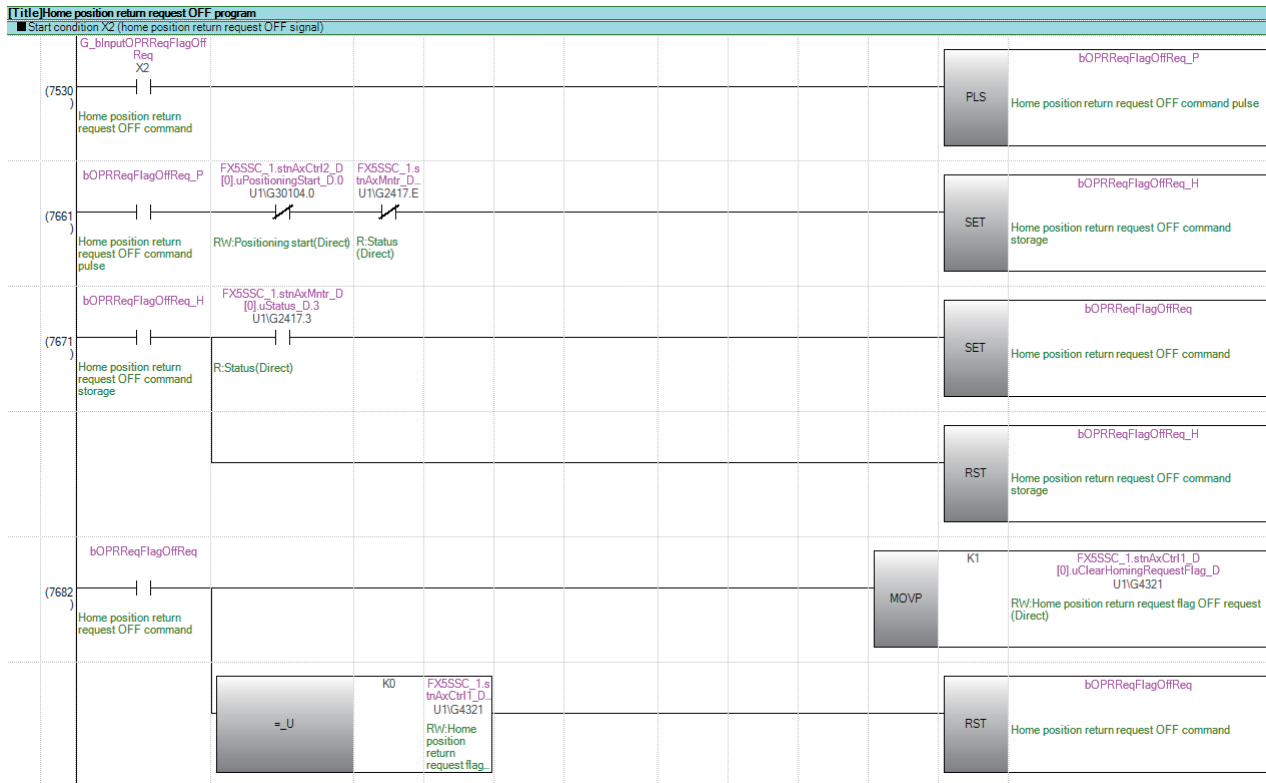 [Title]Home position return request OFF program
■Start condition X2 (home position return request OFF signal)
G_bInputOPRReqFlagOff
Req
X2
(7530
)
Home position return
request OFF command
PLS
bOPRReqFlagOffReq_P
Home position return request OFF command pulse
bOPRReqFlagOffReq_P
FX5SSC_1.stnAxCtrl2_D
[0].uPositioningStart_D.0
U1\G30104.0
FX5SSC_1.s
tnAxMntr_D...
U1\G2417.E
(7661
)
Home position return
request OFF command
pulse
RW:Positioning start(Direct)
R:Status
(Direct)
SET
bOPRReqFlagOffReq_H
Home position return request OFF command
storage
bOPRReqFlagOffReq_H
FX5SSC_1.stnAxMntr_D
[0].uStatus_D.3
U1\G2417.3
(7671
)
Home position return
request OFF command
storage
R:Status(Direct)
SET
bOPRReqFlagOffReq
Home position return request OFF command
RST
bOPRReqFlagOffReq_H
Home position return request OFF command
storage
bOPRReqFlagOffReq
(7682
)
Home position return
request OFF command
MOVP
K1
FX5SSC_1.stnAxCtrl1_D
[0].uClearHomingRequestFlag_D
U1\G4321
RW:Home position return request flag OFF request
(Direct)
=_U
K0
FX5SSC_1.s
tnAxCtrl1_D...
U1\G4321
RW:Home
position
return
request flag...
RST
bOPRReqFlagOffReq
Home position return request OFF command